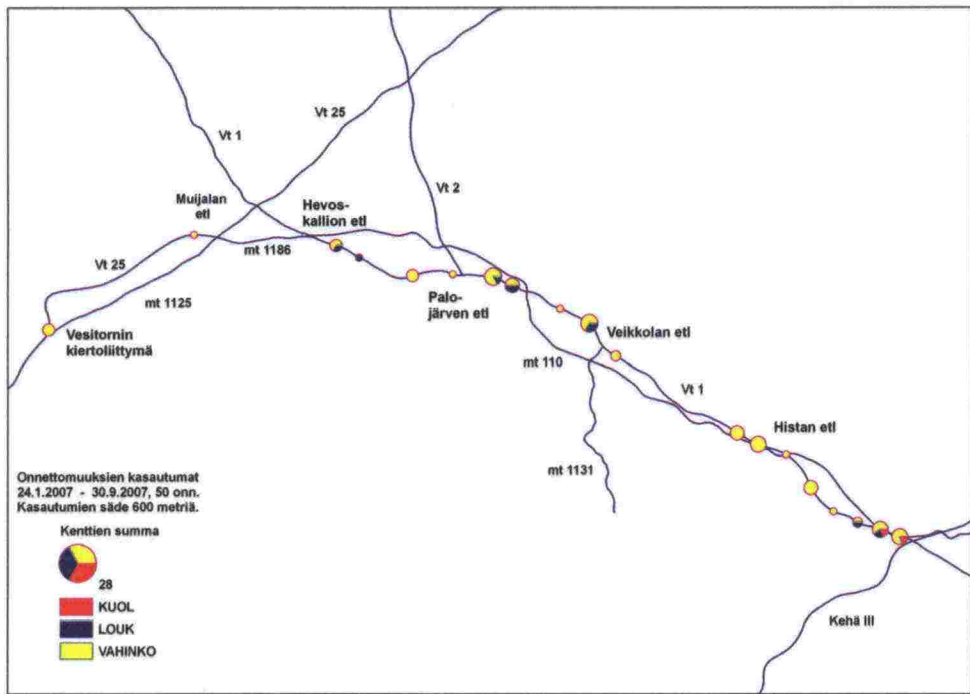 Vt 1
Vt 25
Vt 2
Muijalan
etl
Hevos-
kallion etl
mt 1186
Vt 25
mt 1125
Vesitornin
kiertoliittymä
Palo-
järven etl
Veikkolan etl
mt 110
Vt 1
Histan etl
mt 1131
Kehä III
Onnettomuuksien kasautumat
24.1.2007 - 30.9.2007, 50 onn.
Kasautumien säde 600 metriä.
Kenttien summa
28
KUOL
LOUK
VAHINKO